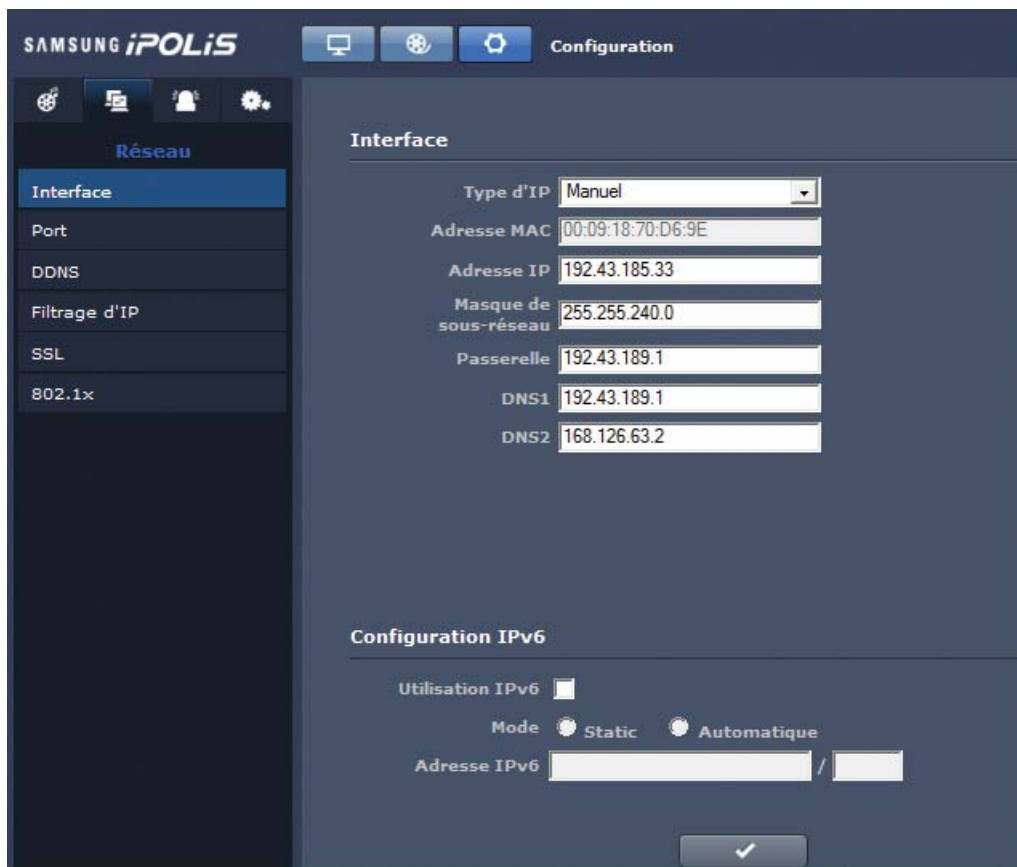 SAMSUNG iPOLiS
Configuration
Réseau
Interface
Port
DDNS
Filtrage d'IP
SSL
802.1x
Interface
Type d'IP Manuel
Adresse MAC 00:09:18:70:D6:9E
Adresse IP 192.43.185.33
Masque de
sous-réseau 255.255.240.0
Passerelle 192.43.189.1
DNS1 192.43.189.1
DNS2 168.126.63.2
Configuration IPv6
Utilisation IPv6
Mode Static Automatique
Adresse IPv6 /